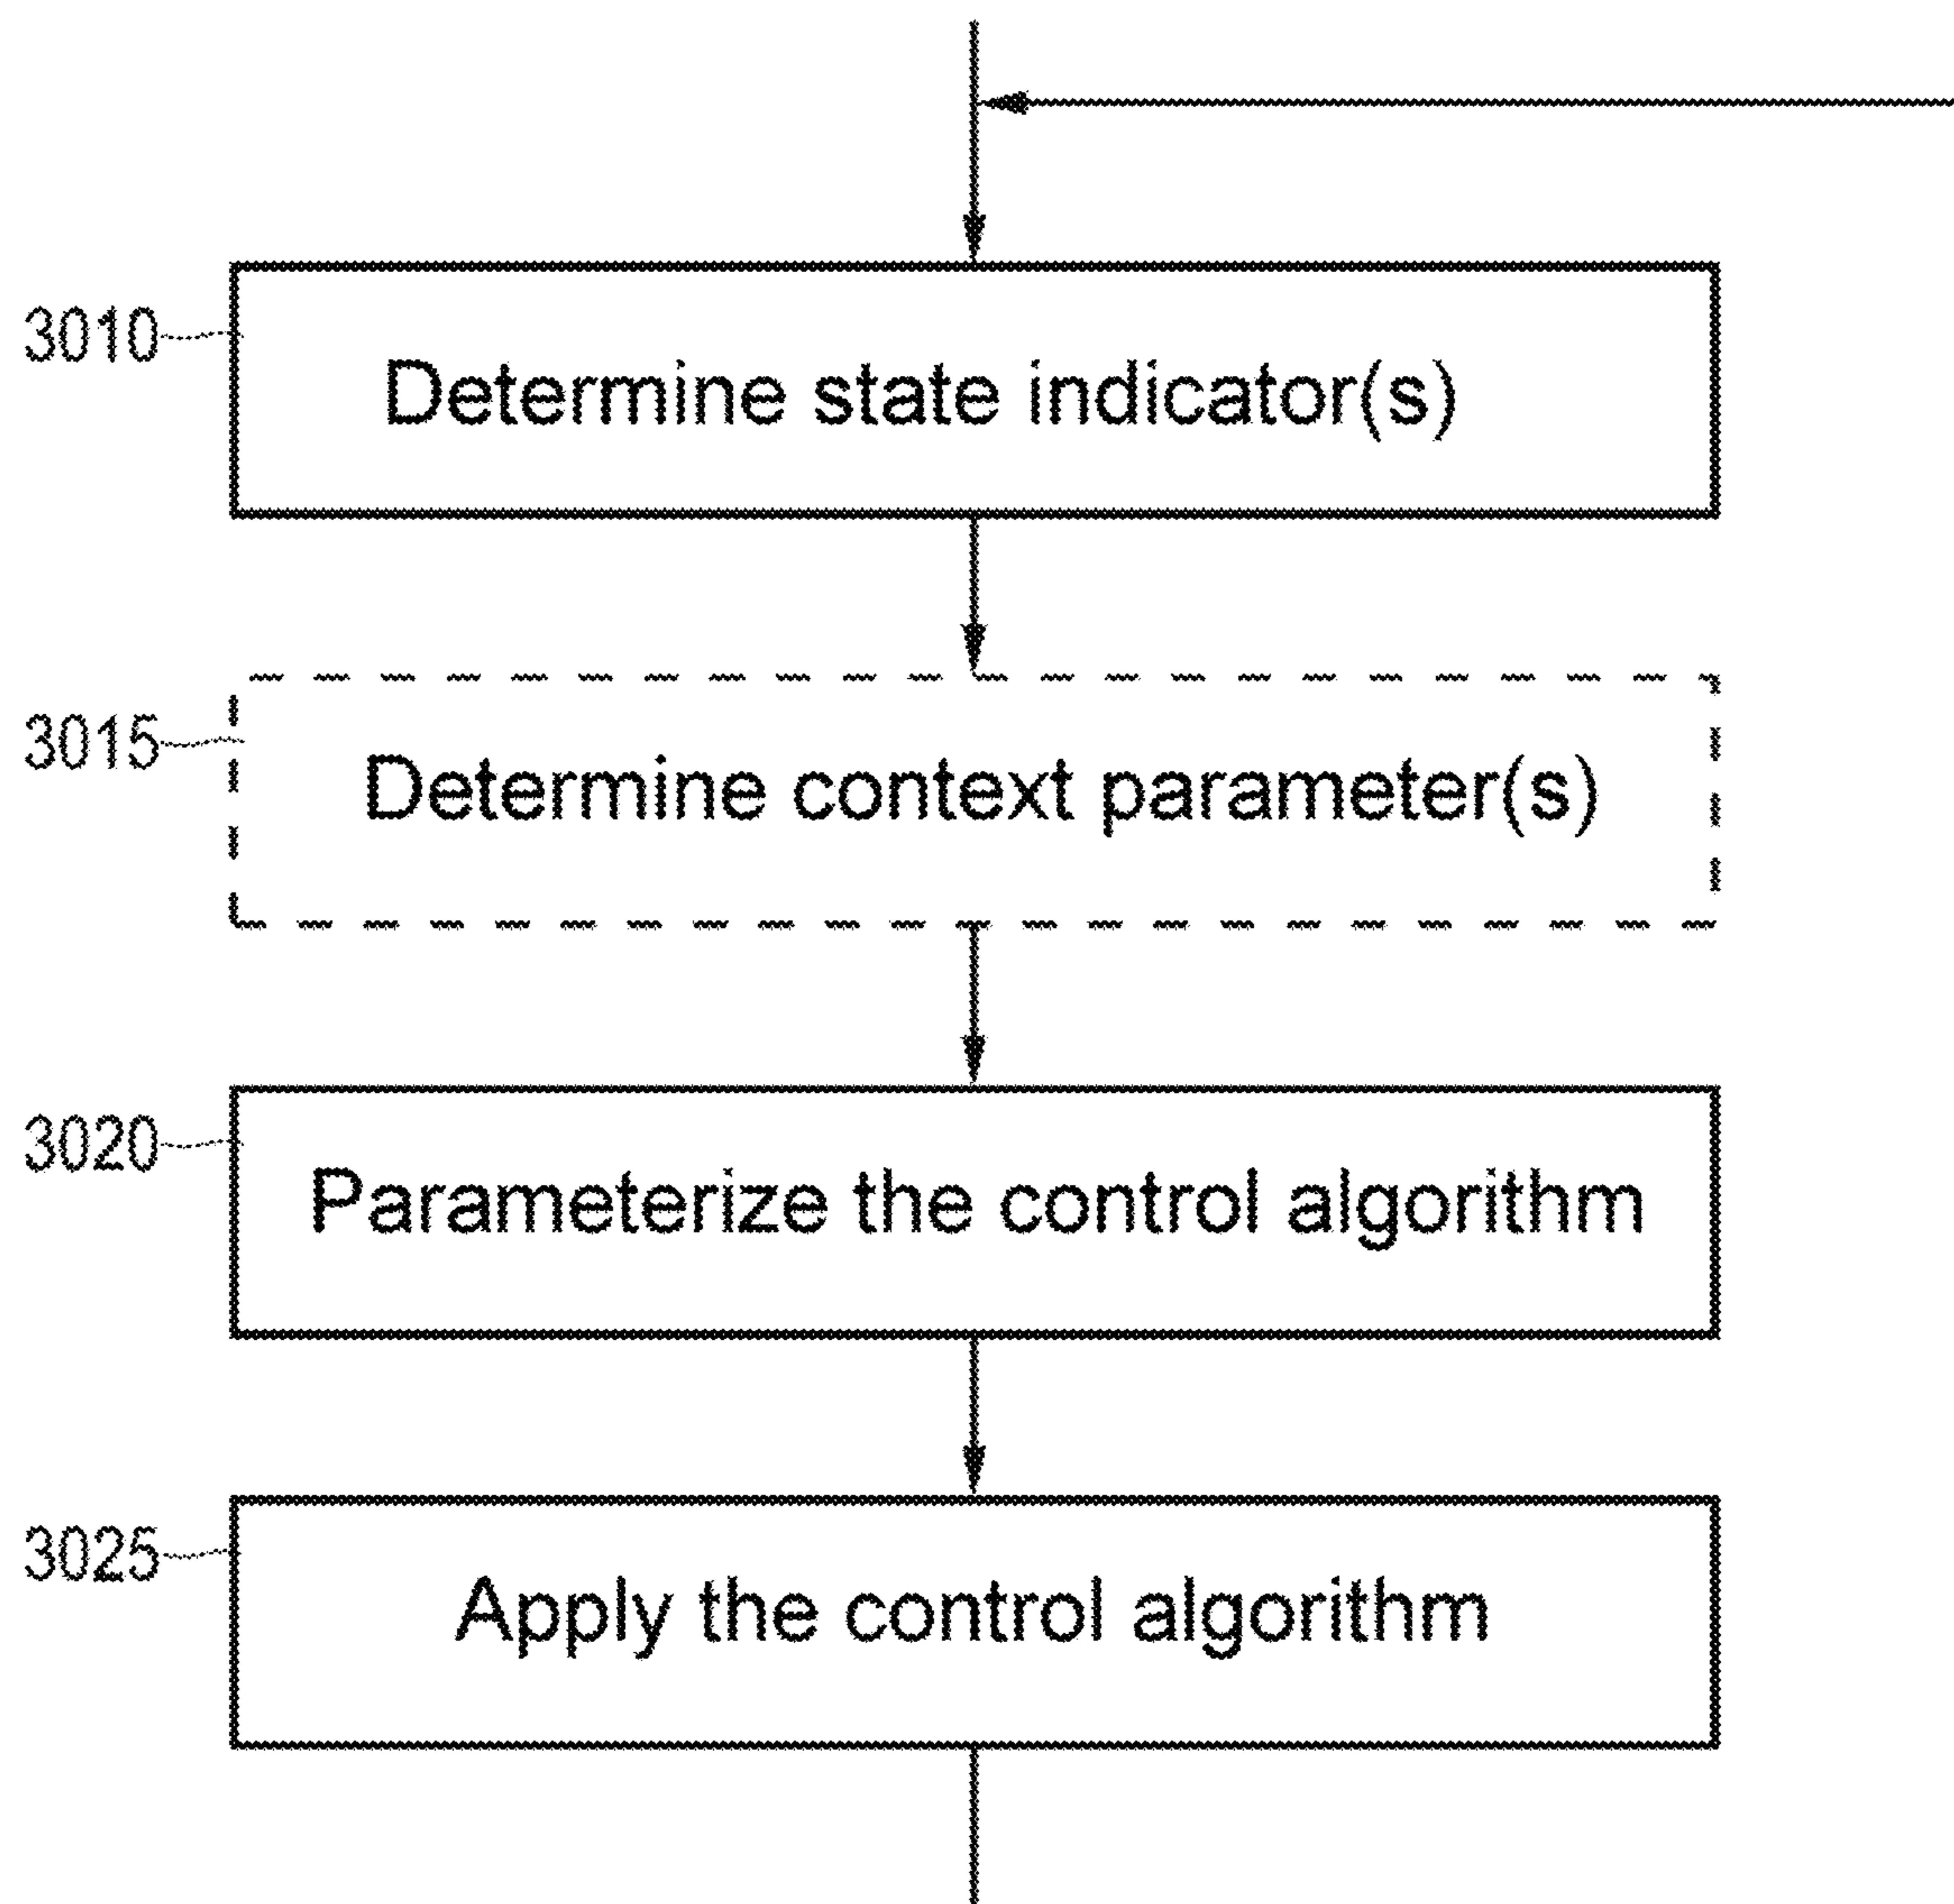 3010
Determine state indicator(s)
3015
Determine context parameter(s)
3020
Parameterize the control algorithm
3025
Apply the control algorithm